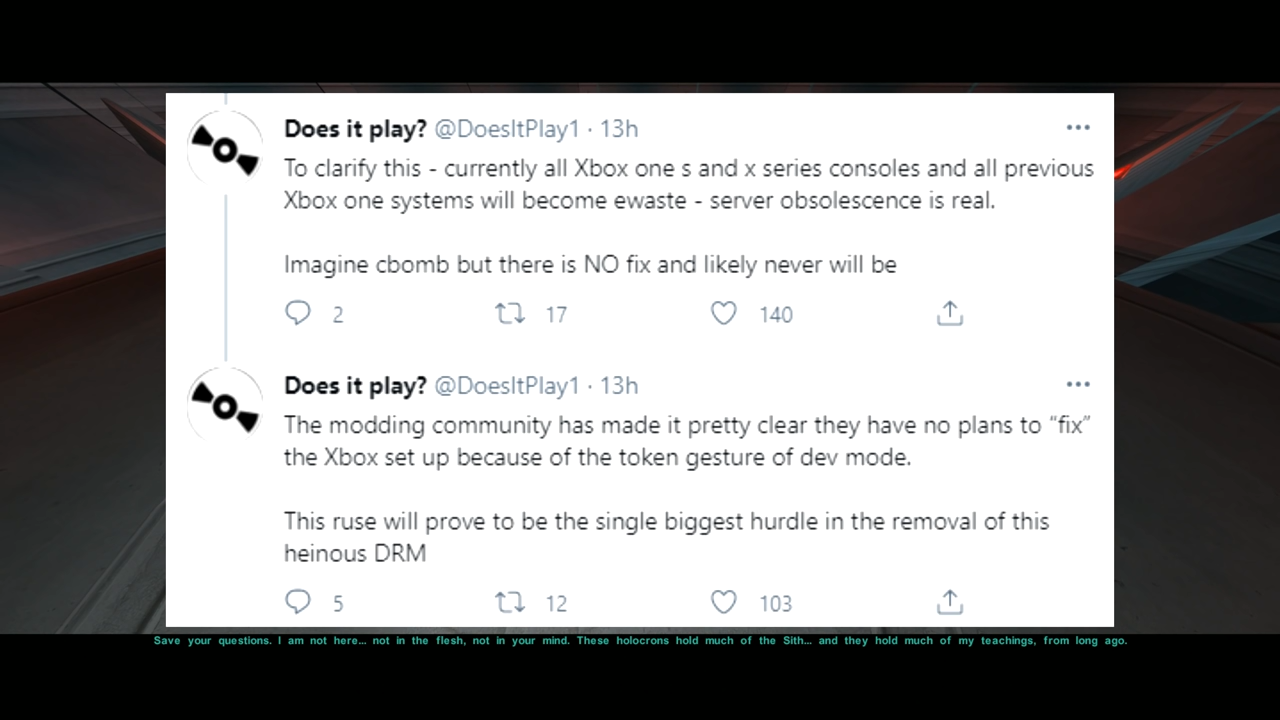 Does it play? @DoesItPlay1 · 13h
To clarify this - currently all Xbox one s and x series consoles and all previous
Xbox one systems will become ewaste - server obsolescence is real.
Imagine cbomb but there is NO fix and likely never will be
2 17 140
Does it play? @DoesItPlay1 · 13h
The modding community has made it pretty clear they have no plans to “fix”
the Xbox set up because of the token gesture of dev mode.
This ruse will prove to be the single biggest hurdle in the removal of this
heinous DRM
5 12 103
Save your questions. I am not here... not in the flesh, not in your mind. These holocrons hold much of the Sith... and they hold much of my teachings, from long ago.